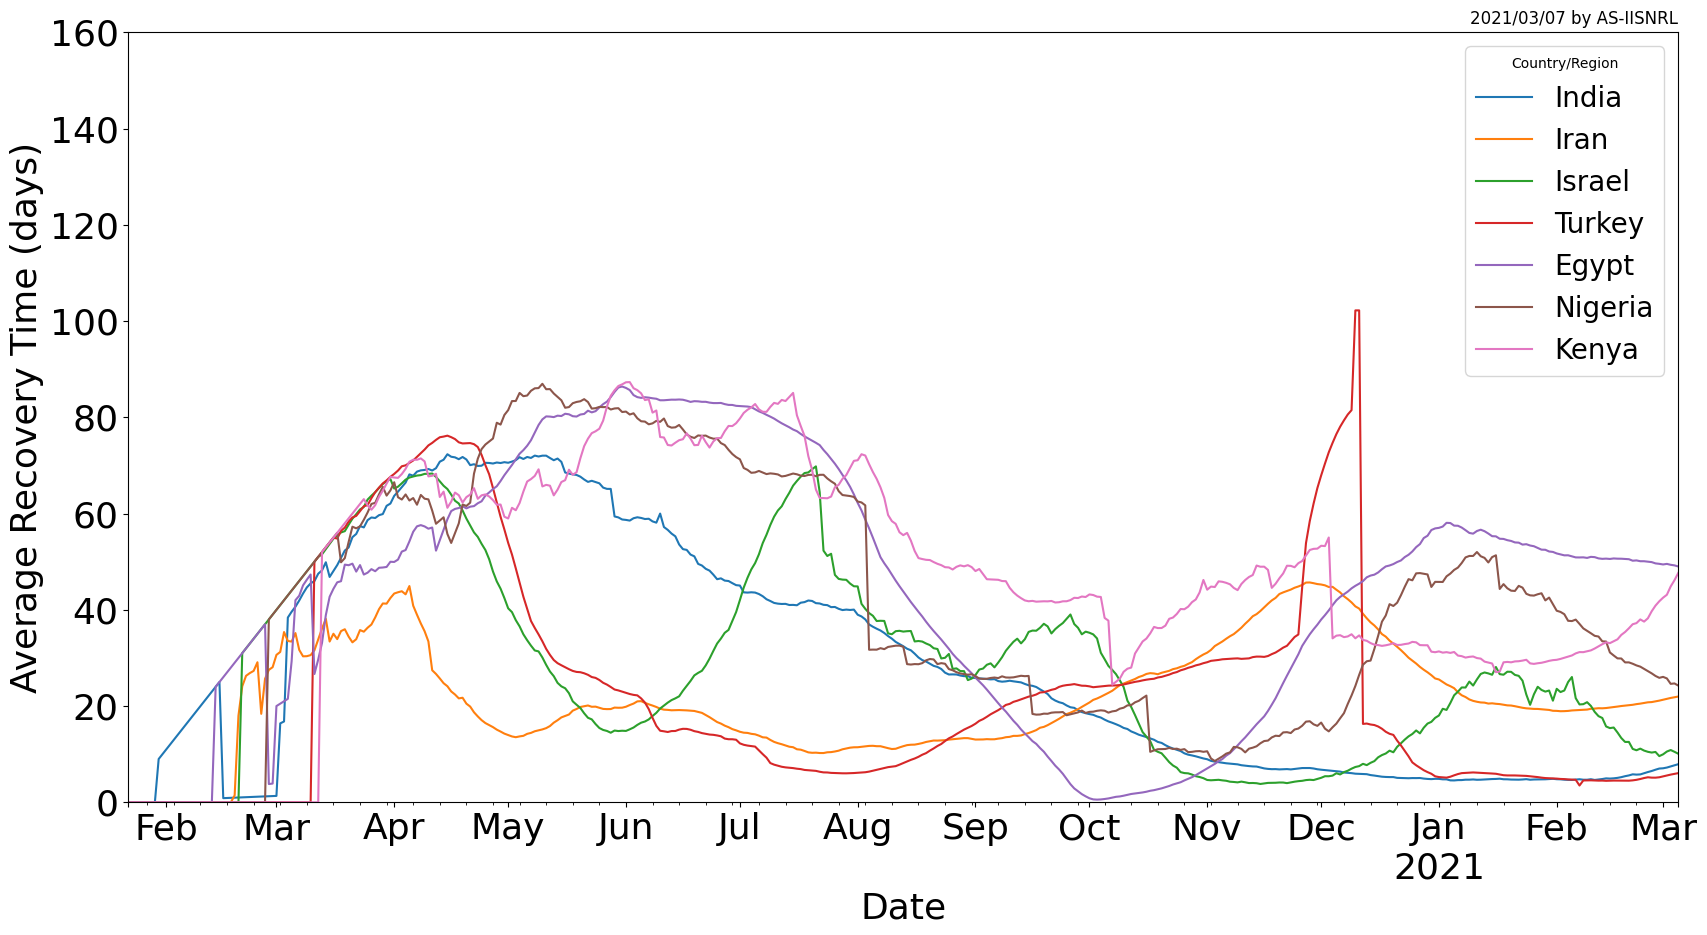 2021/03/07 by AS-IISNRL
Country/Region
India
Iran
Israel
Turkey
Egypt
Nigeria
Kenya
Average Recovery Time (days)
160
140
120
100
80
60
40
20
0
Feb Mar Apr May Jun Jul Aug Sep Oct Nov Dec Jan Feb Mar
2021
Date